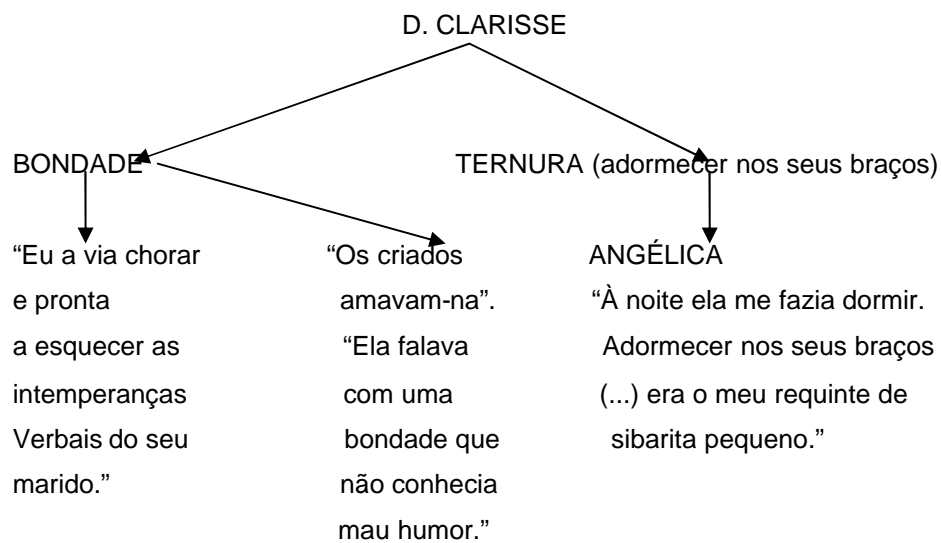 D. CLARISSE
BONDADE
TERNURA (adormecer nos seus braços)
“Eu a via chorar
e pronta
a esquecer as
intemperanças
Verbais do seu
marido.”
“Os criados
amavam-na”.
“Ela falava
com uma
bondade que
não conhecia
mau humor.”
ANGÉLICA
“À noite ela me fazia dormir.
Adormecer nos seus braços
(...) era o meu requinte de
sibarita pequeno.”